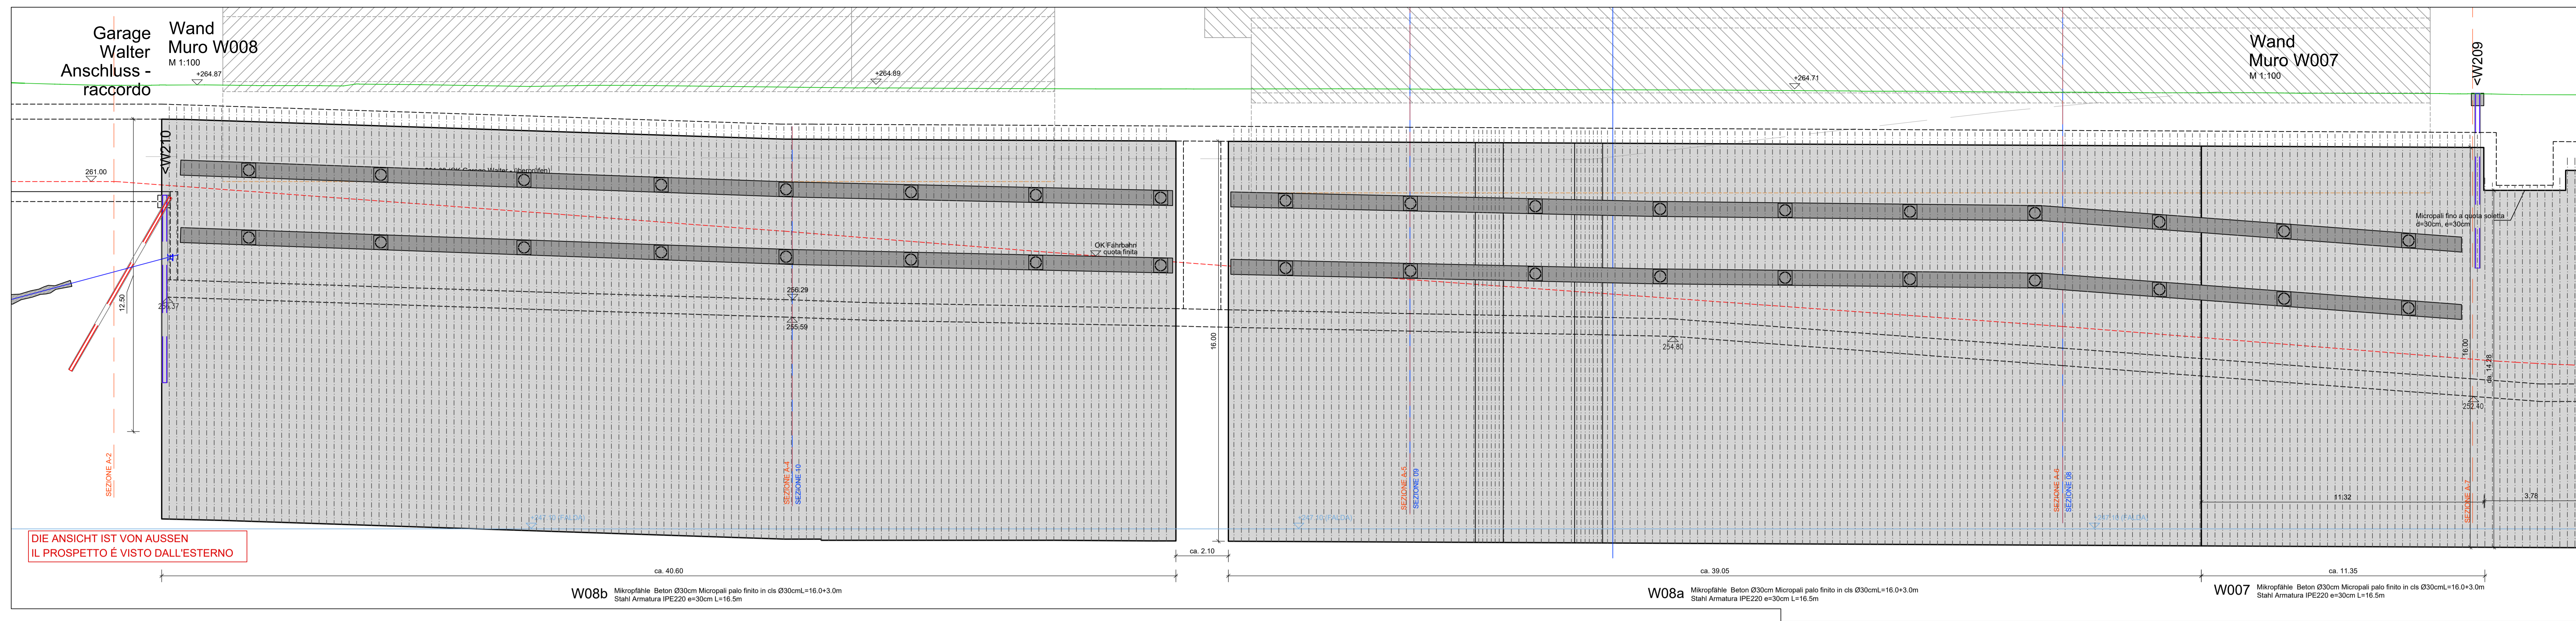 Garage
Walter
Anschluss -
raccordo
Wand
Muro W008
M 1:100
+264.87
+264.89
+264.71
Wand
Muro W007
M 1:100
<W209
<W210
261.00
12.50
OK Fahrbahn
quota finita
256.29
255.59
16.00
254.80
Micropali fino a quota soletta
d=30cm, e=30cm
16.00
ca. 14.28
252.40
SEZIONE A-2
SEZIONE A-4
SEZIONE 10
SEZIONE A-5
SEZIONE 09
SEZIONE A-6
SEZIONE 08
SEZIONE A-7
11:32
3.78
DIE ANSICHT IST VON AUSSEN
IL PROSPETTO É VISTO DALL'ESTERNO
ca. 2.10
ca. 40.60
ca. 39.05
ca. 11.35
W08b
Mikropfähle Beton Ø30cm Micropali palo finito in cls Ø30cmL=16.0+3.0m
Stahl Armatura IPE220 e=30cm L=16.5m
W08a
Mikropfähle Beton Ø30cm Micropali palo finito in cls Ø30cmL=16.0+3.0m
Stahl Armatura IPE220 e=30cm L=16.5m
W007
Mikropfähle Beton Ø30cm Micropali palo finito in cls Ø30cmL=16.0+3.0m
Stahl Armatura IPE220 e=30cm L=16.5m